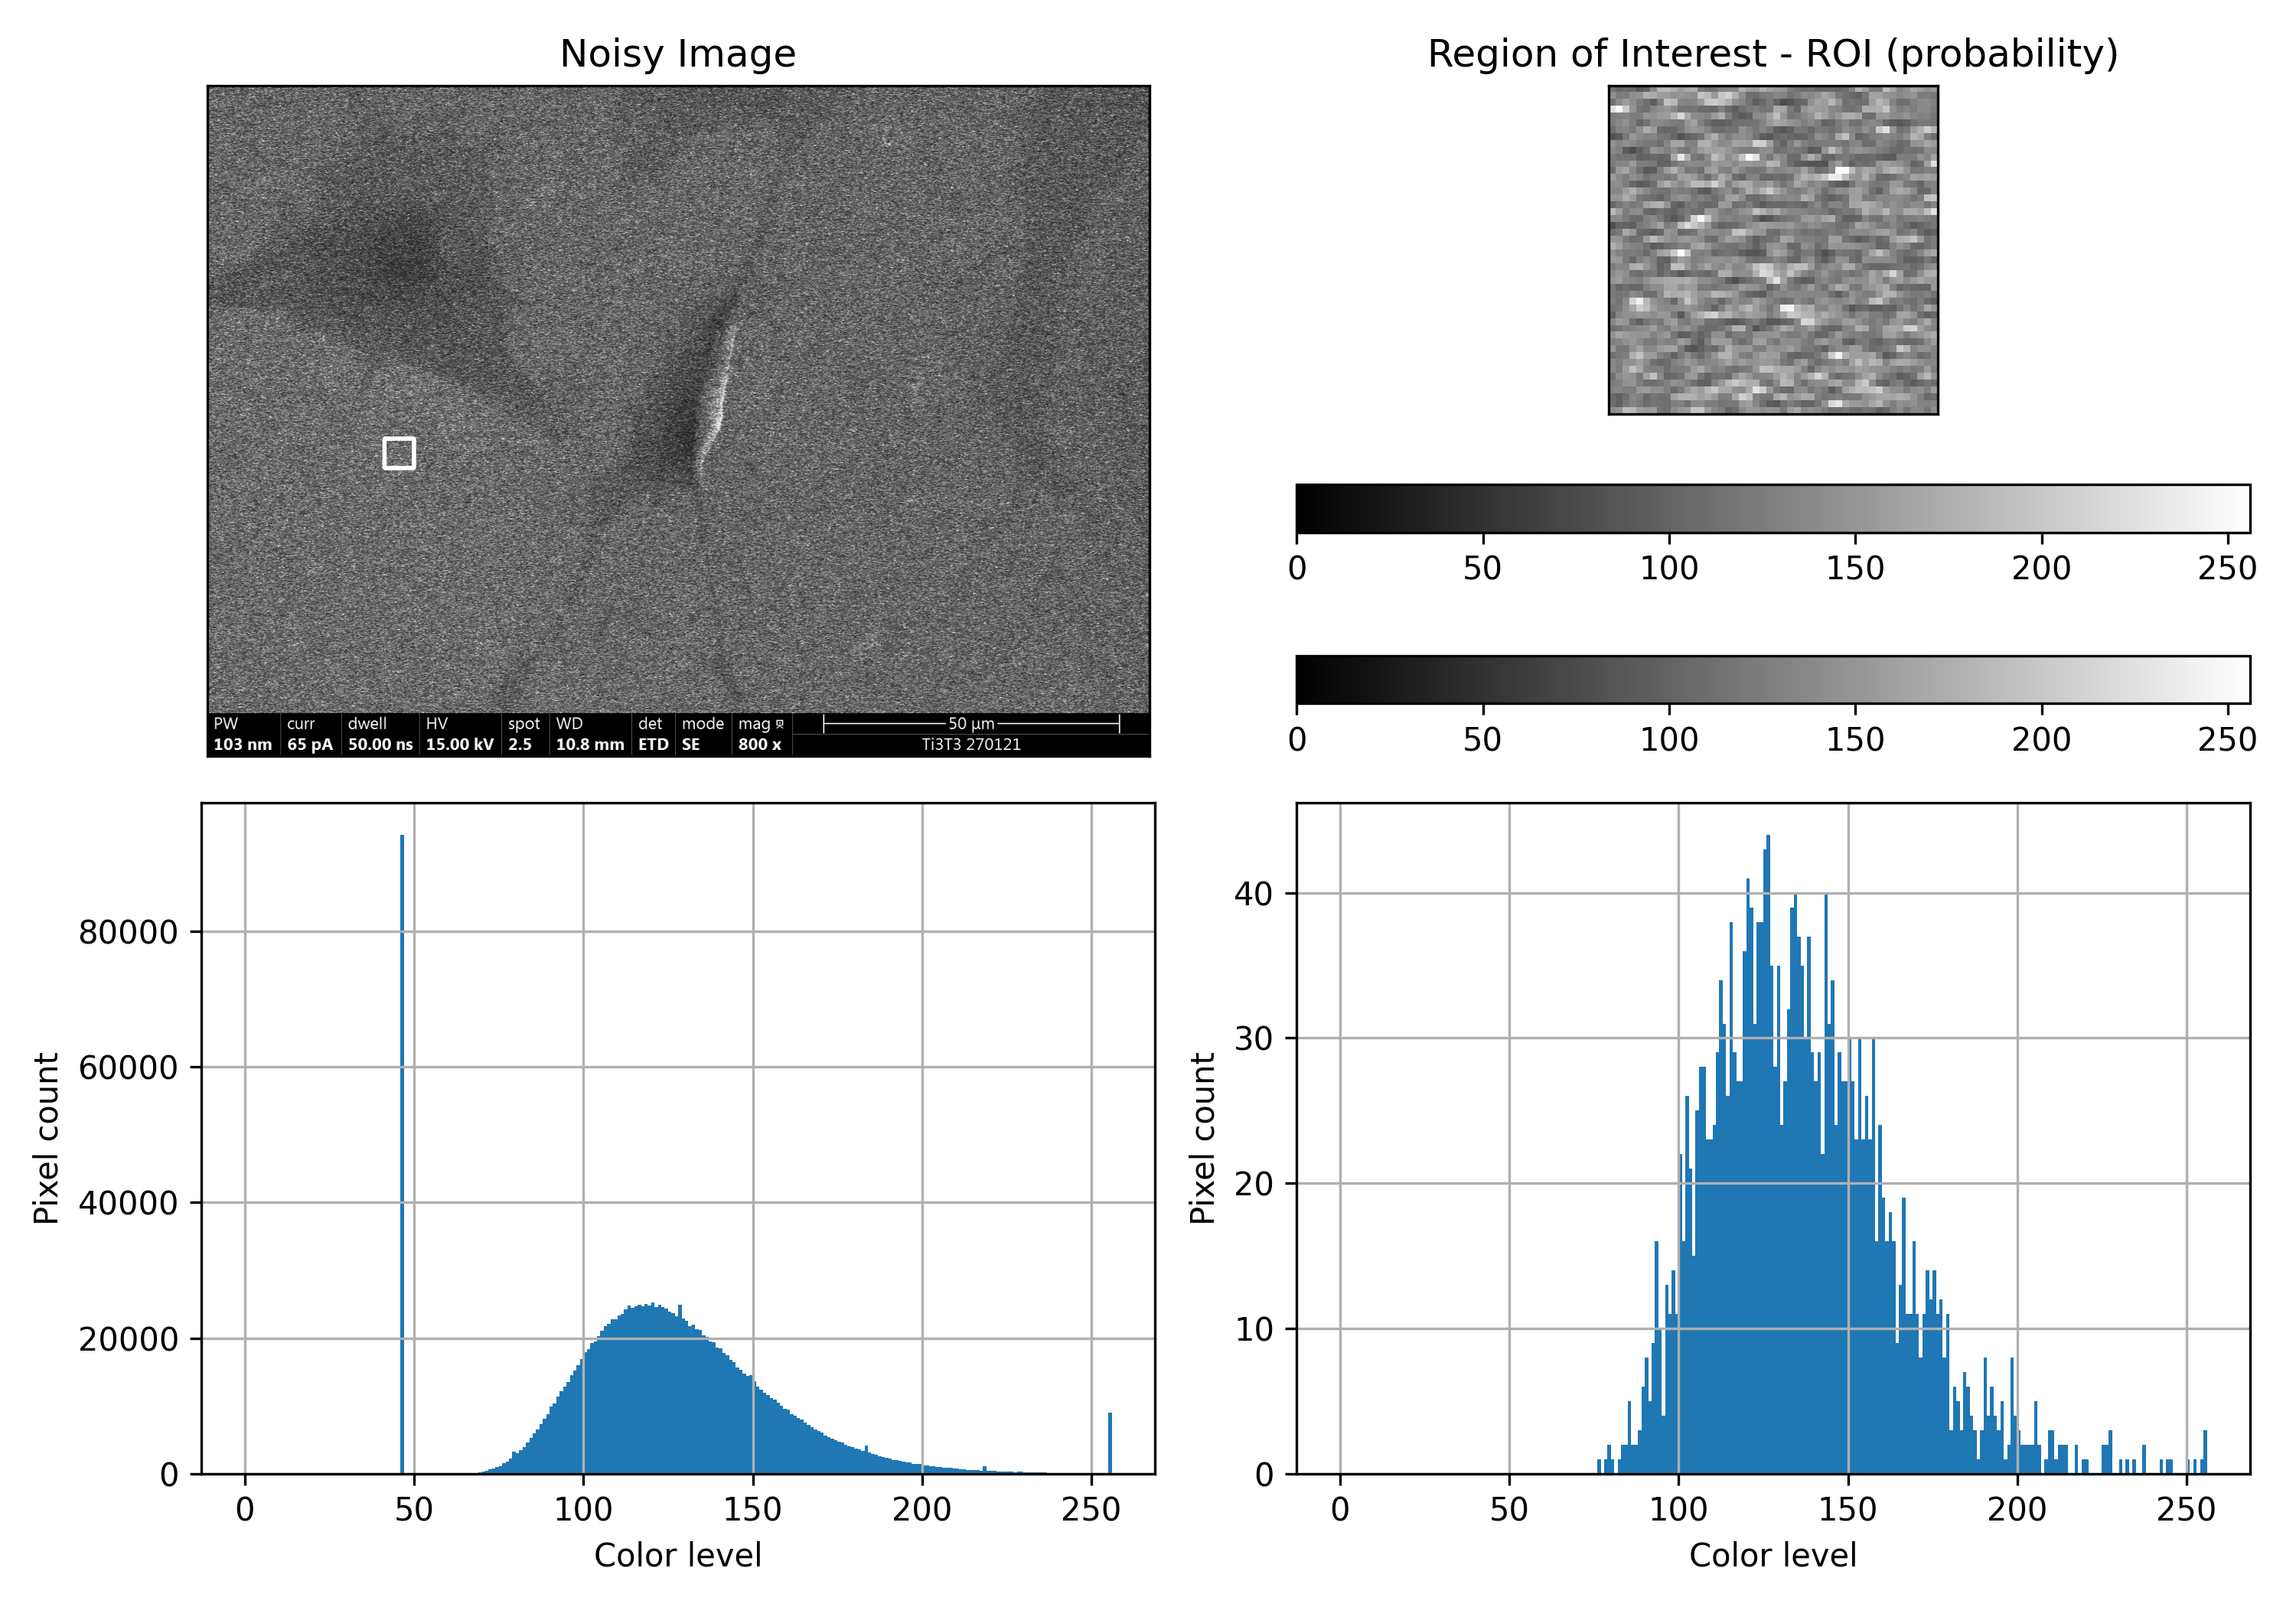 Noisy Image
Region of Interest - ROI (probability)
PW curr dwell HV spot WD det mode mag 50 µm
103 nm 65 pA 50.00 ns 15.00 kV 2.5 10.8 mm ETD SE 800 x Ti3T3 270121
0 50 100 150 200 250
0 50 100 150 200 250
Pixel count
80000
60000
40000
20000
0
0 50 100 150 200 250
Color level
Pixel count
40
30
20
10
0
0 50 100 150 200 250
Color level